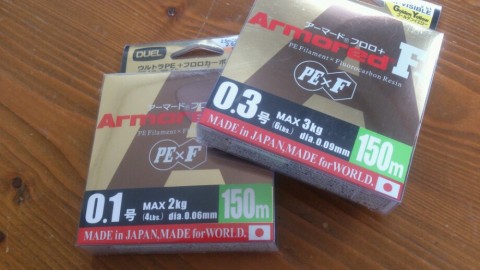 VISIBLE
Golden Yellow
アーマード® フロロ+
Armored F
PE Filament × Fluorocarbon Resin
PE×F
0.3号 MAX 3kg
(6lbs.) dia.0.09mm
150m
MADE in JAPAN, MADE for WORLD.
DUEL
ウルトラPE+フロロカーボ
アーマード® フ
Armored
PE Filament × F
PE×F
0.1号 MAX 2kg
(4lbs.) dia.0.06mm
150m
MADE in JAPAN, MADE for WORLD.